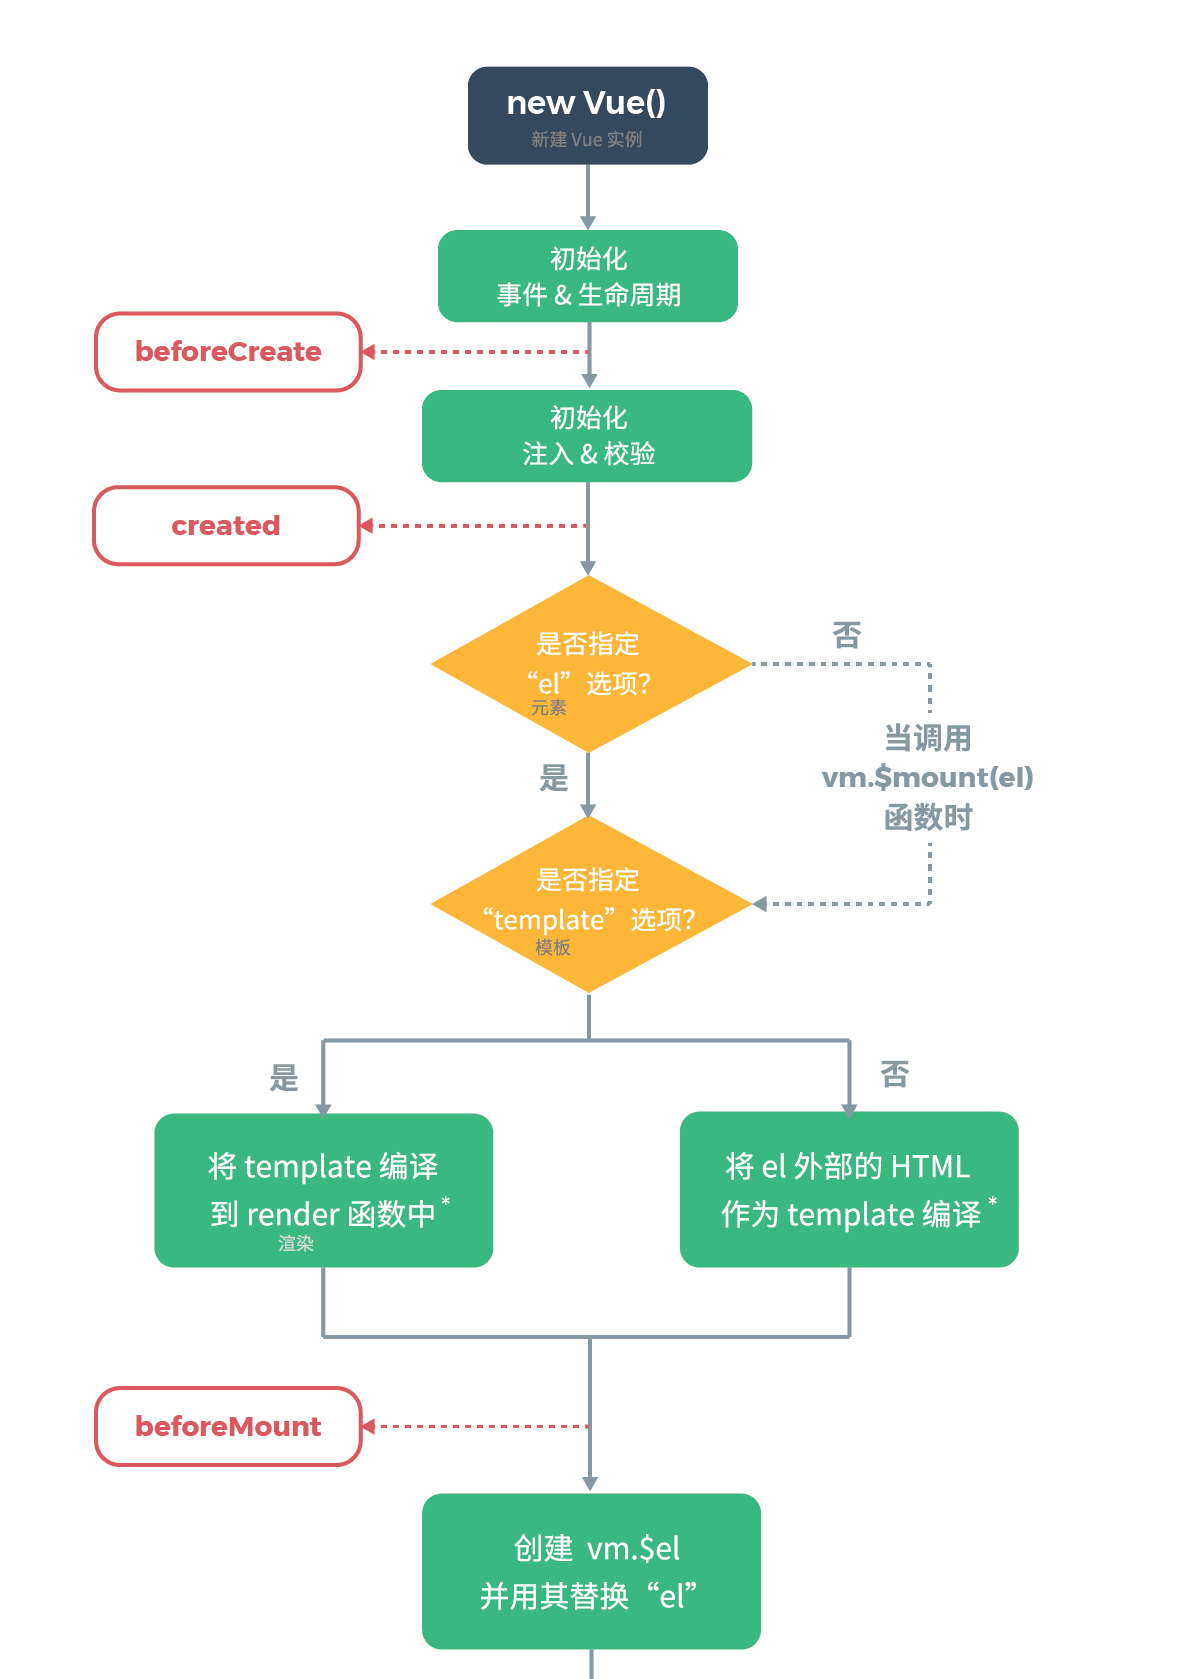 new Vue()
新建 Vue 实例
初始化
事件 & 生命周期
beforeCreate
初始化
注入 & 校验
created
是否指定
“el”选项?
元素
否
是
当调用
vm.$mount(el)
函数时
是否指定
“template”选项?
模板
是
否
将 template 编译
到 render 函数中*
渲染
将 el 外部的 HTML
作为 template 编译*
beforeMount
创建 vm.$el
并用其替换“el”